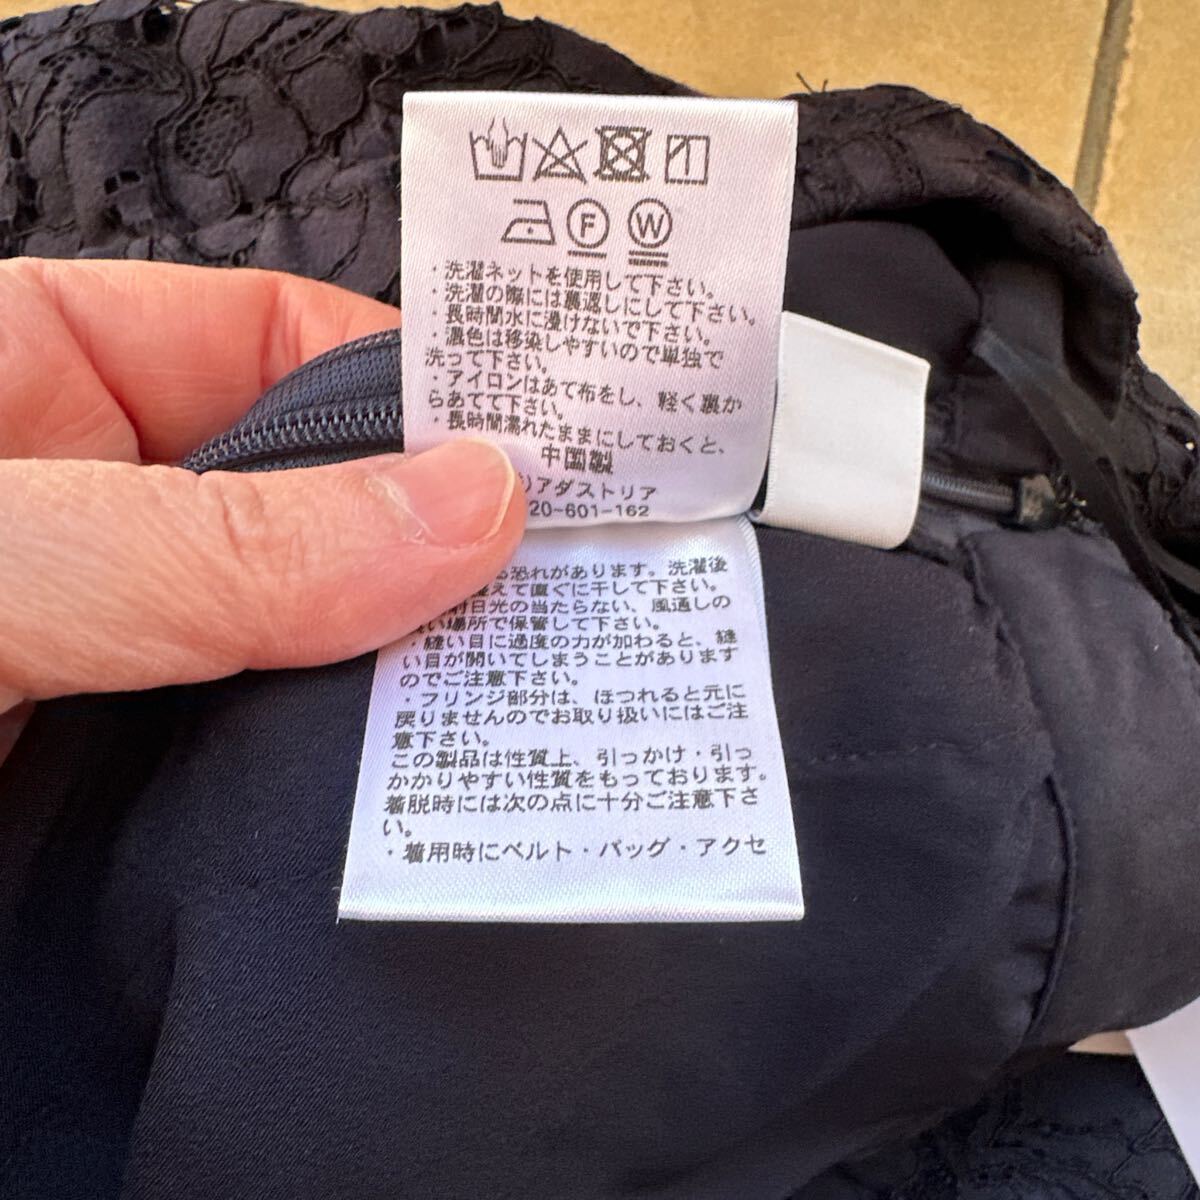 F W
・洗濯ネットを使用して下さい。
・洗濯の際には裏返しにして下さい。
・長時間水に浸けないで下さい。
・濃色は移染しやすいので単独で
洗って下さい。
・アイロンはあて布をし、軽く裏か
らあてて下さい。
・長時間濡れたままにしておくと、
中国製
)アダストリア
20-601-162
る恐れがあります。洗濯後
整えて直ぐに干して下さい。
射日光の当たらない、風通しの
い場所で保管して下さい。
・縫い目に過度の力が加わると、縫
い目が開いてしまうことがあります
のでご注意下さい。
・フリンジ部分は、ほつれると元に
戻りませんのでお取り扱いにはご注
意下さい。
この製品は性質上、引っかけ・引っ
かかりやすい性質をもっております。
着脱時には次の点に十分ご注意下さ
い。
・着用時にベルト・バッグ・アクセ